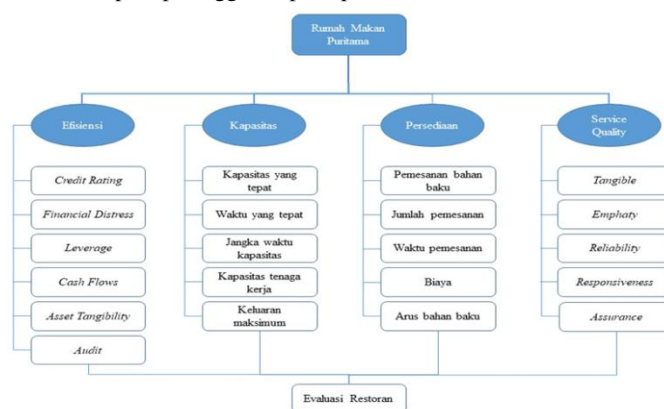 Rumah Makan
Puritama
Efisiensi
Kapasitas
Persediaan
Service
Quality
Credit Rating
Financial Distress
Leverage
Cash Flows
Asset Tangibility
Audit
Kapasitas yang
tepat
Waktu yang tepat
Jangka waktu
kapasitas
Kapasitas tenaga
kerja
Keluaran
maksimum
Pemesanan bahan
baku
Jumlah pemesanan
Waktu pemesanan
Biaya
Arus bahan baku
Tangible
Emphaty
Reliability
Responsiveness
Assurance
Evaluasi Restoran